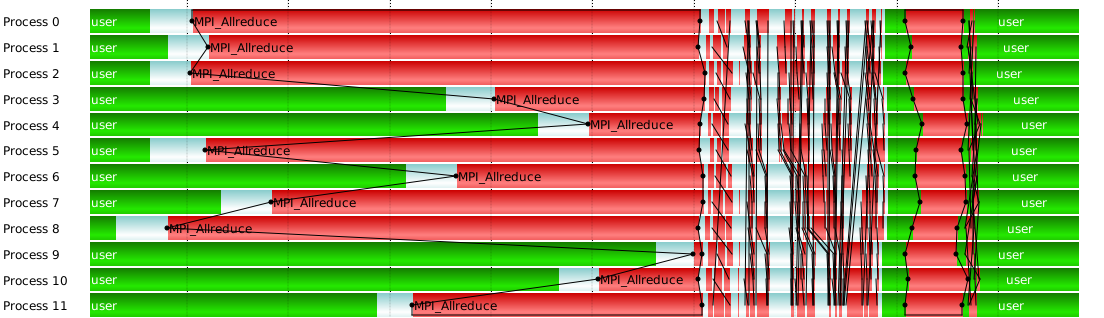 Process 0 user MPI_Allreduce user
Process 1 user MPI_Allreduce user
Process 2 user MPI_Allreduce user
Process 3 user MPI_Allreduce user
Process 4 user MPI_Allreduce user
Process 5 user MPI_Allreduce user
Process 6 user MPI_Allreduce user
Process 7 user MPI_Allreduce user
Process 8 user MPI_Allreduce user
Process 9 user user
Process 10 user MPI_Allreduce user
Process 11 user MPI_Allreduce user